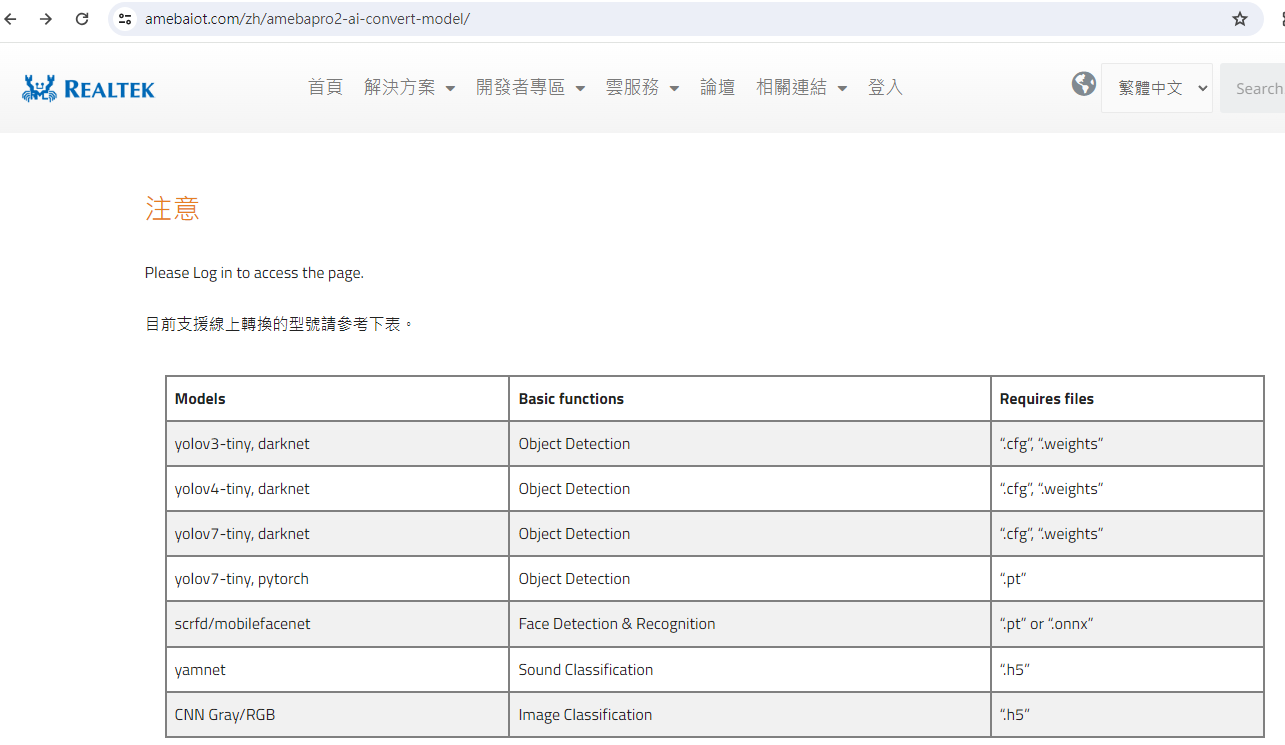 amebaiot.com/zh/amebapro2-ai-convert-model/
REALTEK 首頁 解決方案 開發者專區 雲服務 論壇 相關連結 登入 繁體中文 Search
注意
Please Log in to access the page.
目前支援線上轉換的型號請參考下表。
Models Basic functions Requires files
yolov3-tiny, darknet Object Detection “.cfg”, “.weights”
yolov4-tiny, darknet Object Detection “.cfg”, “.weights”
yolov7-tiny, darknet Object Detection “.cfg”, “.weights”
yolov7-tiny, pytorch Object Detection “.pt”
scrfd/mobilefacenet Face Detection & Recognition “.pt” or “.onnx”
yamnet Sound Classification “.h5”
CNN Gray/RGB Image Classification “.h5”